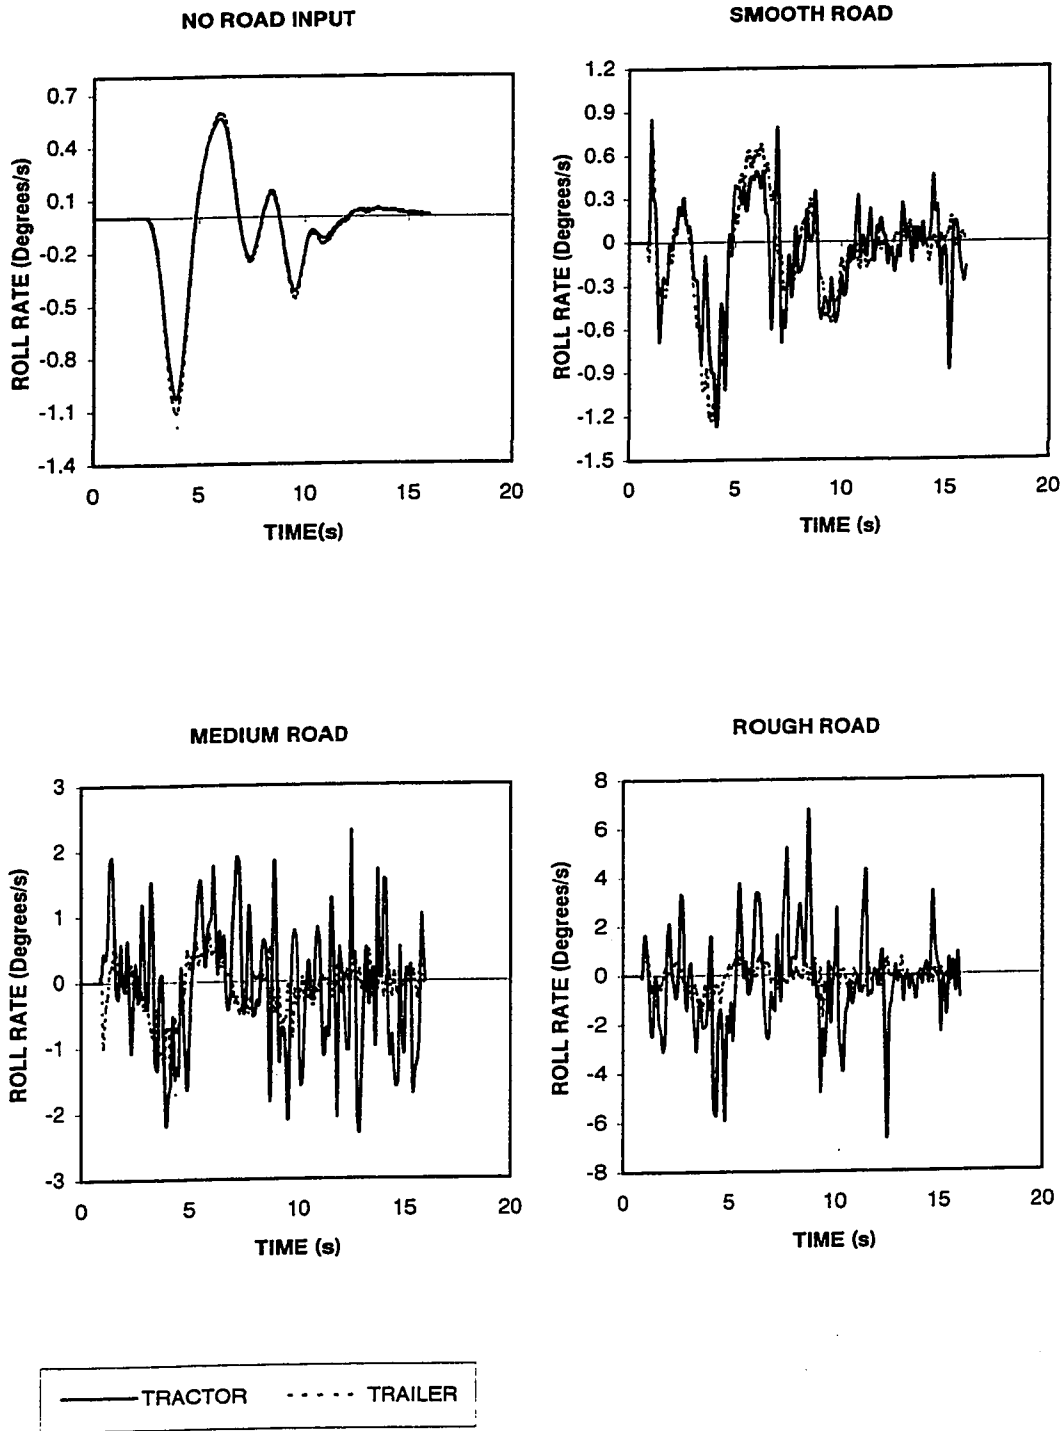 NO ROAD INPUT
0.7
0.4
0.1
-0.2
-0.5
-0.8
-1.1
-1.4
ROLL RATE (Degrees/s)
0 5 10 15 20
TIME(s)
SMOOTH ROAD
1.2
0.9
0.6
0.3
0
-0.3
-0.6
-0.9
-1.2
-1.5
ROLL RATE (Degrees/s)
0 5 10 15 20
TIME (s)
MEDIUM ROAD
3
2
1
0
-1
-2
-3
ROLL RATE (Degrees/s)
0 5 10 15 20
TIME (s)
ROUGH ROAD
8
6
4
2
0
-2
-4
-6
-8
ROLL RATE (Degrees/s)
0 5 10 15 20
TIME (s)
TRACTOR TRAILER